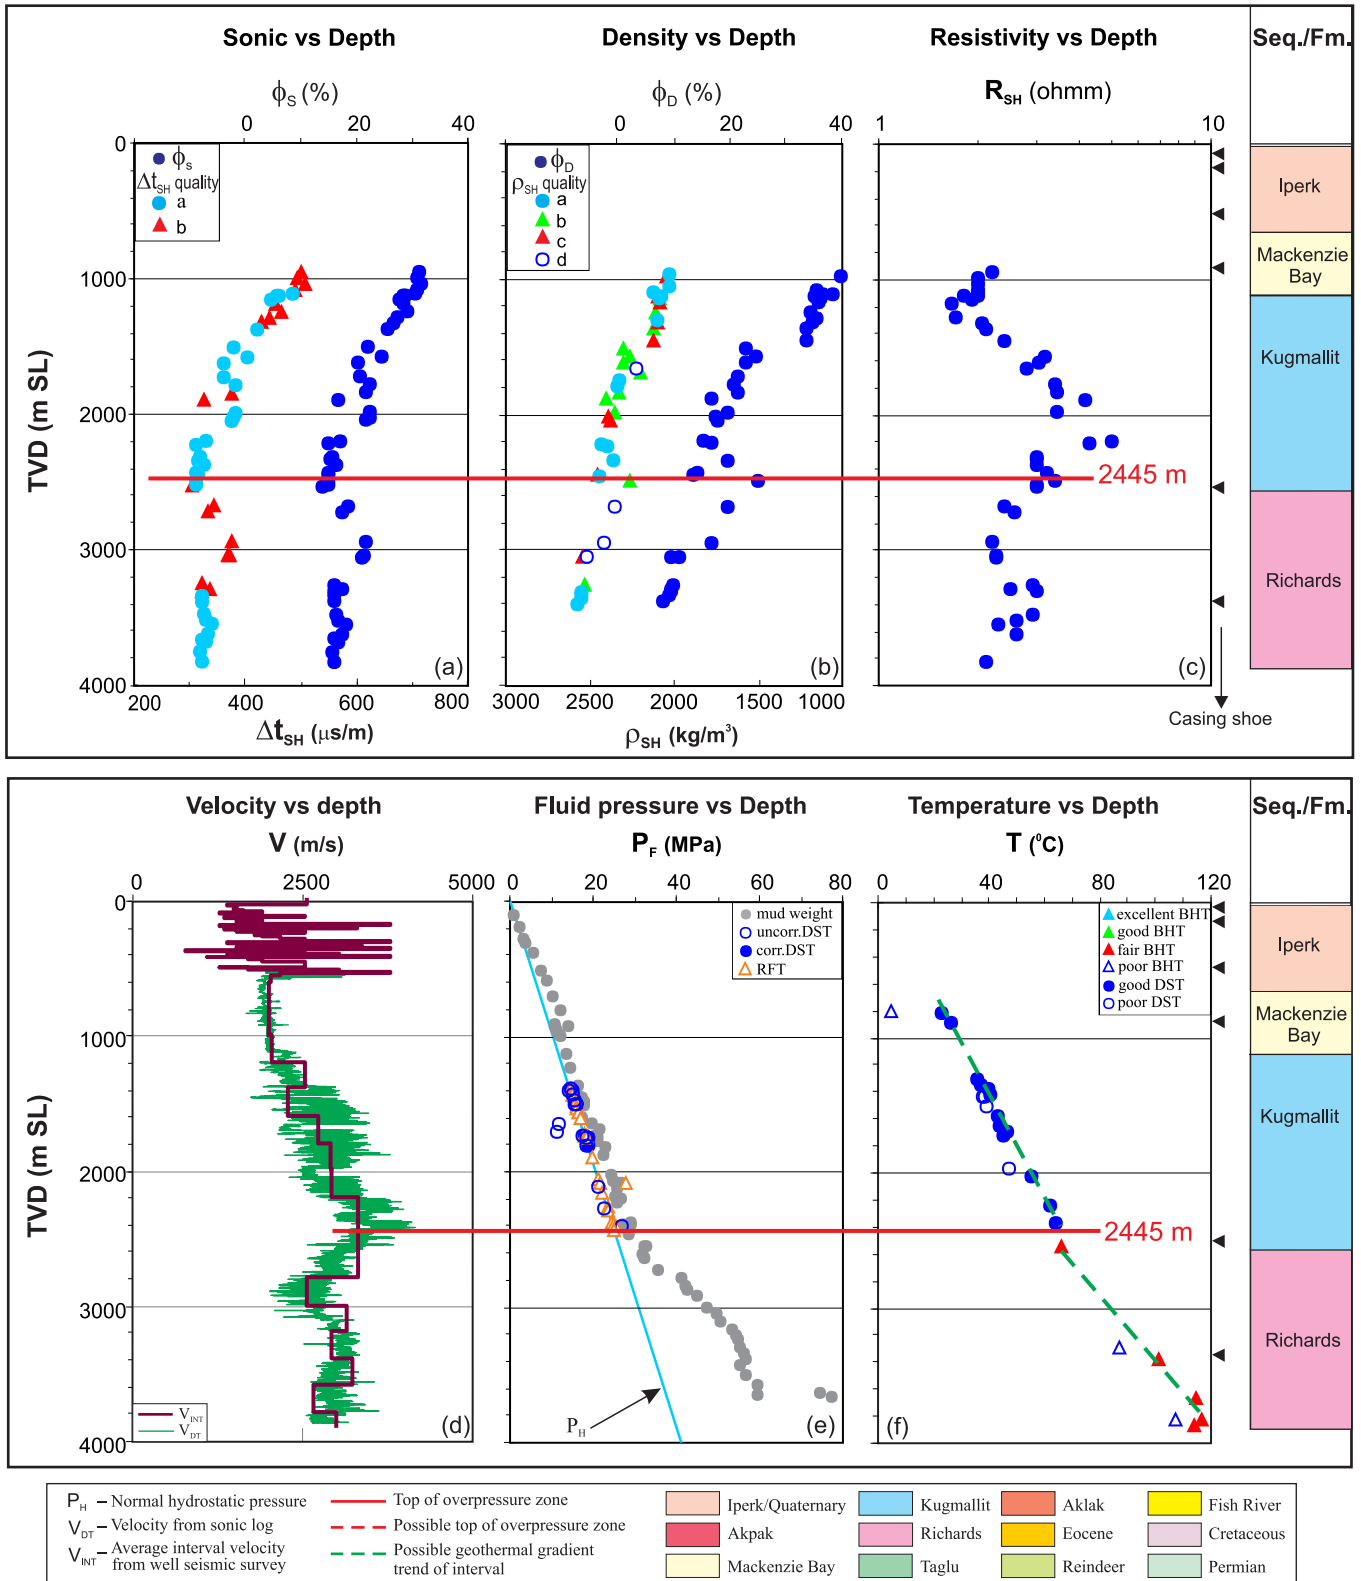 Sonic vs Depth
Density vs Depth
Resistivity vs Depth
Seq./Fm.
ϕS (%)
ϕD (%)
RSH (ohmm)
0 20 40
0 20 40
1 10
TVD (m SL)
0
1000
2000
3000
4000
ϕs
ΔtSH quality
a
b
ϕD
ρSH quality
a
b
c
d
Iperk
Mackenzie
Bay
Kugmallit
Richards
2445 m
(a)
(b)
(c)
200 400 600 800
3000 2500 2000 1500 1000
ΔtSH (μs/m)
ρSH (kg/m³)
Casing shoe
Velocity vs depth
Fluid pressure vs Depth
Temperature vs Depth
Seq./Fm.
V (m/s)
PF (MPa)
T (⁰C)
0 2500 5000
0 20 40 60 80
0 40 80 120
TVD (m SL)
0
1000
2000
3000
4000
mud weight
uncorr.DST
corr.DST
RFT
excellent BHT
good BHT
fair BHT
poor BHT
good DST
poor DST
Iperk
Mackenzie
Bay
Kugmallit
Richards
2445 m
VINT
VDT
PH
(d)
(e)
(f)
PH – Normal hydrostatic pressure
VDT – Velocity from sonic log
VINT – Average interval velocity
from well seismic survey
Top of overpressure zone
Possible top of overpressure zone
Possible geothermal gradient
trend of interval
Iperk/Quaternary Kugmallit Aklak Fish River
Akpak Richards Eocene Cretaceous
Mackenzie Bay Taglu Reindeer Permian